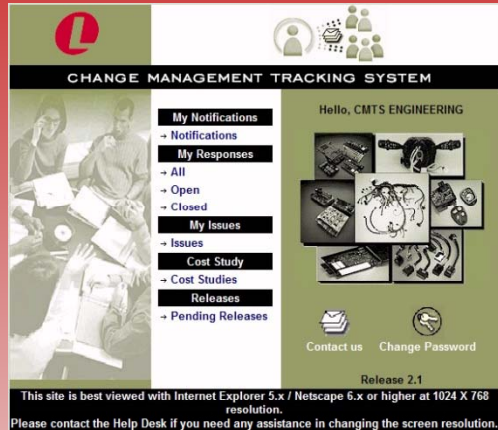 L
CHANGE MANAGEMENT TRACKING SYSTEM
My Notifications
→ Notifications
My Responses
→ All
→ Open
→ Closed
My Issues
→ Issues
Cost Study
→ Cost Studies
Releases
→ Pending Releases
Hello, CMTS ENGINEERING
Contact us
Change Password
Release 2.1
This site is best viewed with Internet Explorer 5.x / Netscape 6.x or higher at 1024 X 768
resolution.
Please contact the Help Desk if you need any assistance in changing the screen resolution.